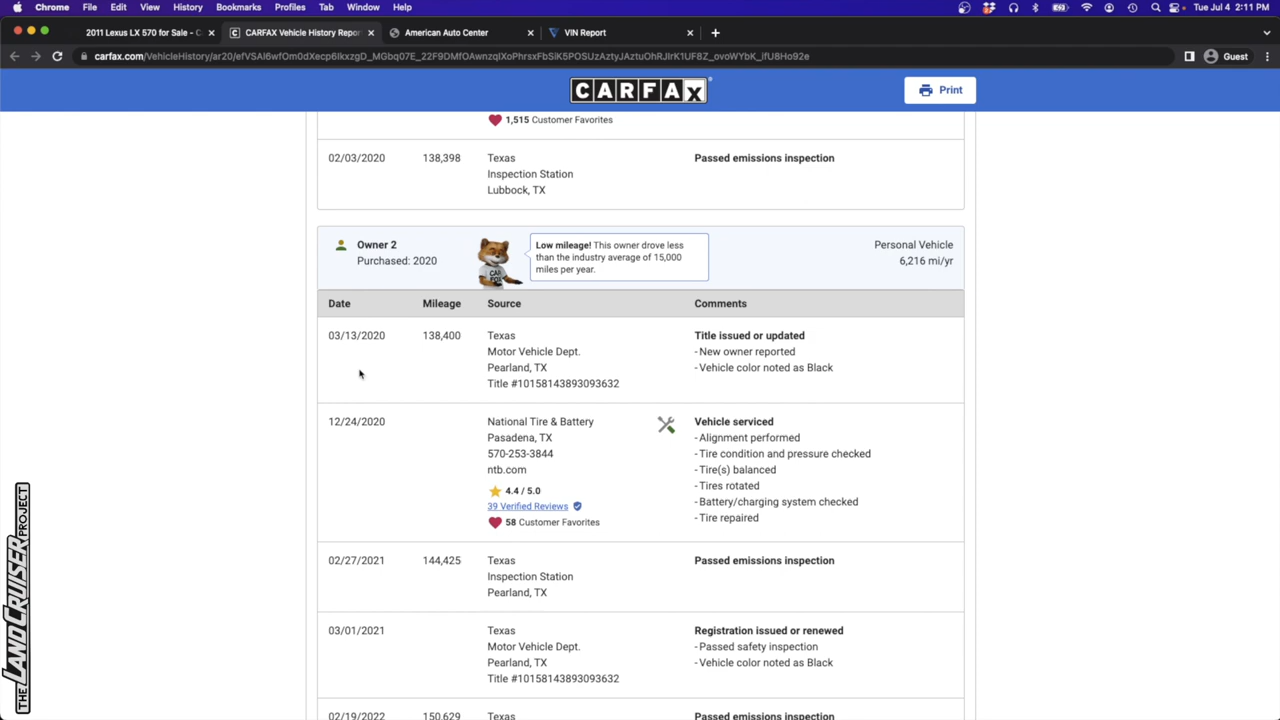 Chrome File Edit View History Bookmarks Profiles Tab Window Help Tue Jul 4 2:11 PM
2011 Lexus LX 570 for Sale - C
CARFAX Vehicle History Repor
American Auto Center
VIN Report
Guest
CARFAX
Print
1,515 Customer Favorites
02/03/2020 138,398 Texas Passed emissions inspection
Inspection Station
Lubbock, TX
Owner 2
Purchased: 2020
CAR
FOX
Low mileage! This owner drove less
than the industry average of 15,000
miles per year.
Personal Vehicle
6,216 mi/yr
Date Mileage Source Comments
03/13/2020 138,400 Texas Title issued or updated
Motor Vehicle Dept. - New owner reported
Pearland, TX - Vehicle color noted as Black
Title #10158143893093632
12/24/2020 National Tire & Battery Vehicle serviced
Pasadena, TX - Alignment performed
570-253-3844 - Tire condition and pressure checked
ntb.com - Tire(s) balanced
4.4 / 5.0 - Tires rotated
39 Verified Reviews - Battery/charging system checked
58 Customer Favorites - Tire repaired
02/27/2021 144,425 Texas Passed emissions inspection
Inspection Station
Pearland, TX
03/01/2021 Texas Registration issued or renewed
Motor Vehicle Dept. - Passed safety inspection
Pearland, TX - Vehicle color noted as Black
Title #10158143893093632
02/19/2022 150,629 Texas Passed emissions inspection
THE LAND CRUISER PROJECT